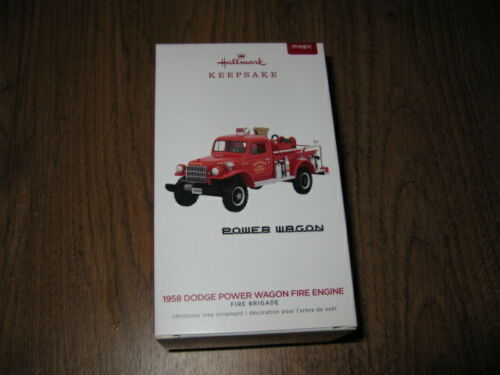 magic
Hallmark
KEEPSAKE
POWER WAGON
1958 DODGE POWER WAGON FIRE ENGINE
FIRE BRIGADE
christmas tree ornament | décoration pour l'arbre de noël